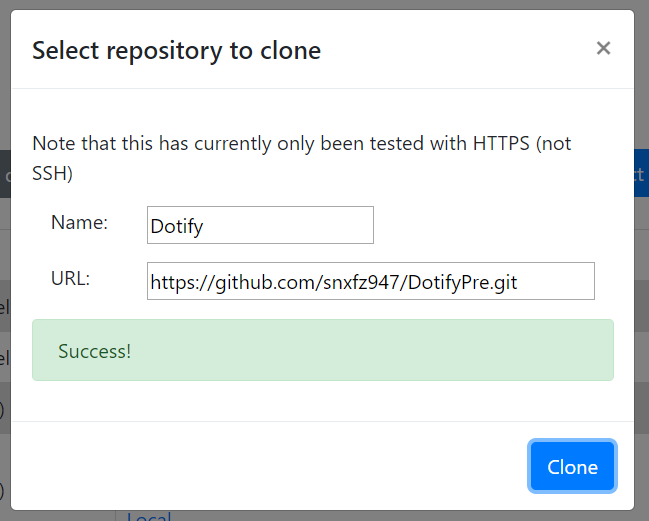 Select repository to clone
×
Note that this has currently only been tested with HTTPS (not
SSH)
Name:
Dotify
URL:
https://github.com/snxfz947/DotifyPre.git
Success!
Clone
Local